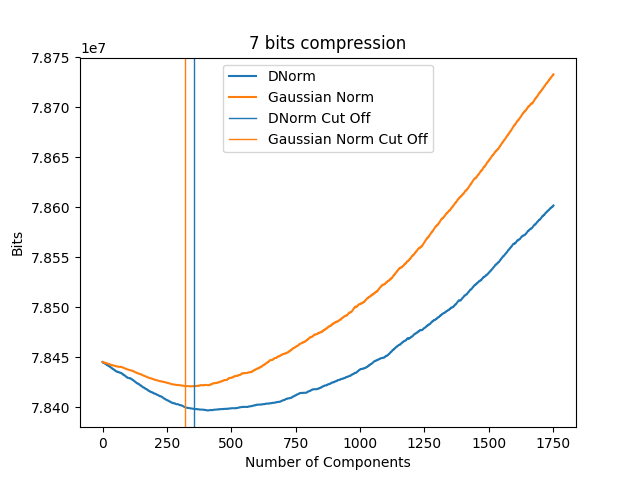 7 bits compression
1e7
7.875
7.870
7.865
7.860
7.855
7.850
7.845
7.840
Bits
DNorm
Gaussian Norm
DNorm Cut Off
Gaussian Norm Cut Off
0 250 500 750 1000 1250 1500 1750
Number of Components